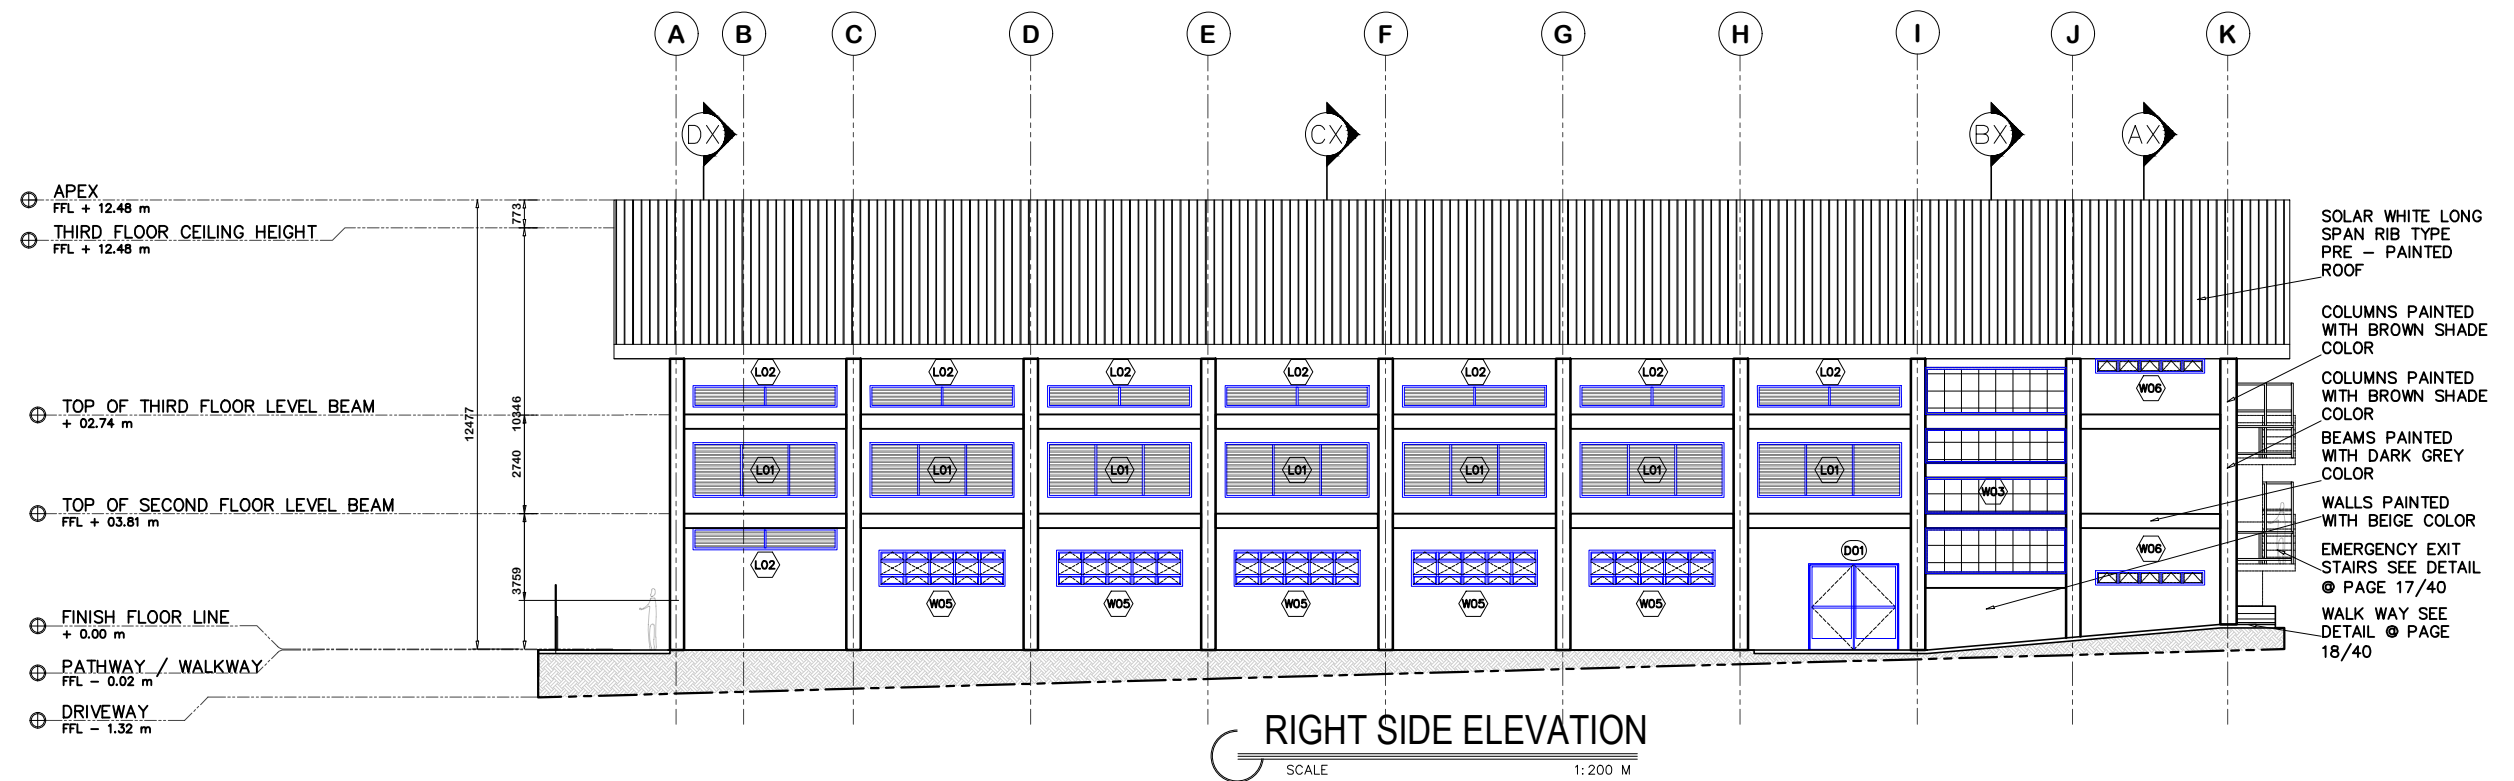 A B C D E F G H I J K
DX CX BX AX
APEX
FFL + 12.48 m
THIRD FLOOR CEILING HEIGHT
FFL + 12.48 m
TOP OF THIRD FLOOR LEVEL BEAM
+ 02.74 m
TOP OF SECOND FLOOR LEVEL BEAM
FFL + 03.81 m
FINISH FLOOR LINE
+ 0.00 m
PATHWAY / WALKWAY
FFL - 0.02 m
DRIVEWAY
FFL - 1.32 m
12477
773
10346
2740
3759
L02 L02 L02 L02 L02 L02 L02
W06
L01 L01 L01 L01 L01 L01 L01
W03
L02
D01
W06
W05 W05 W05 W05 W05
SOLAR WHITE LONG
SPAN RIB TYPE
PRE - PAINTED
ROOF
COLUMNS PAINTED
WITH BROWN SHADE
COLOR
COLUMNS PAINTED
WITH BROWN SHADE
COLOR
BEAMS PAINTED
WITH DARK GREY
COLOR
WALLS PAINTED
WITH BEIGE COLOR
EMERGENCY EXIT
STAIRS SEE DETAIL
@ PAGE 17/40
WALK WAY SEE
DETAIL @ PAGE
18/40
RIGHT SIDE ELEVATION
SCALE 1:200 M